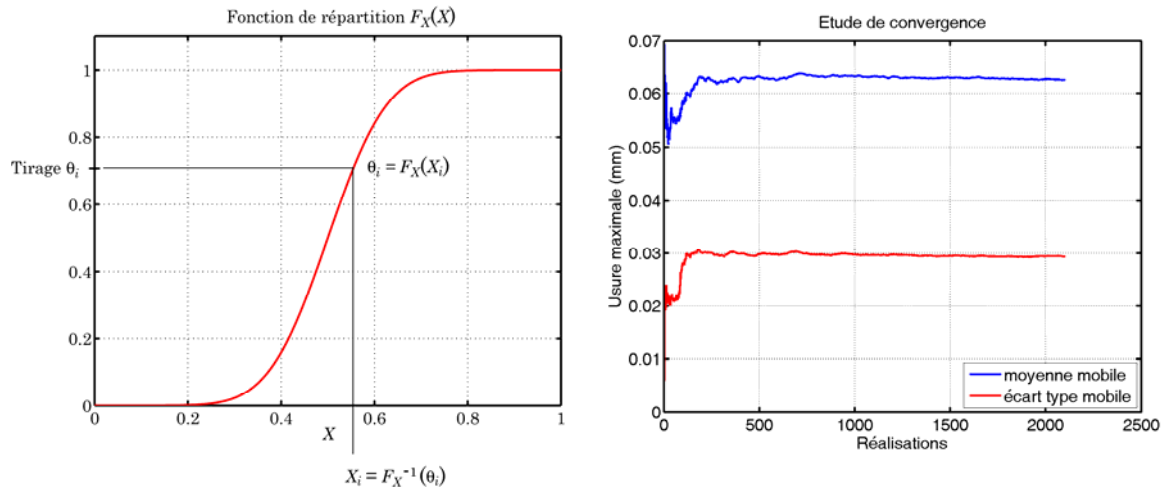 Fonction de répartition F_X(X)
1
0.8
Tirage θ_i
θ_i = F_X(X_i)
0.6
0.4
0.2
0
0 0.2 0.4 0.6 0.8 1
X
X_i = F_X⁻¹(θ_i)
Etude de convergence
Usure maximale (mm)
0.07
0.06
0.05
0.04
0.03
0.02
0.01
0
moyenne mobile
écart type mobile
0 500 1000 1500 2000 2500
Réalisations